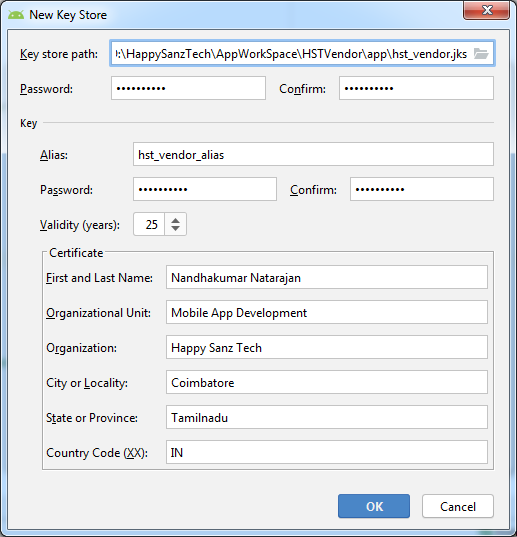 New Key Store
Key store path: :\HappySanzTech\AppWorkSpace\HSTVendor\app\hst_vendor.jks
Password: •••••••••• Confirm: ••••••••••
Key
Alias: hst_vendor_alias
Password: •••••••••• Confirm: ••••••••••
Validity (years): 25
Certificate
First and Last Name: Nandhakumar Natarajan
Organizational Unit: Mobile App Development
Organization: Happy Sanz Tech
City or Locality: Coimbatore
State or Province: Tamilnadu
Country Code (XX): IN
OK Cancel